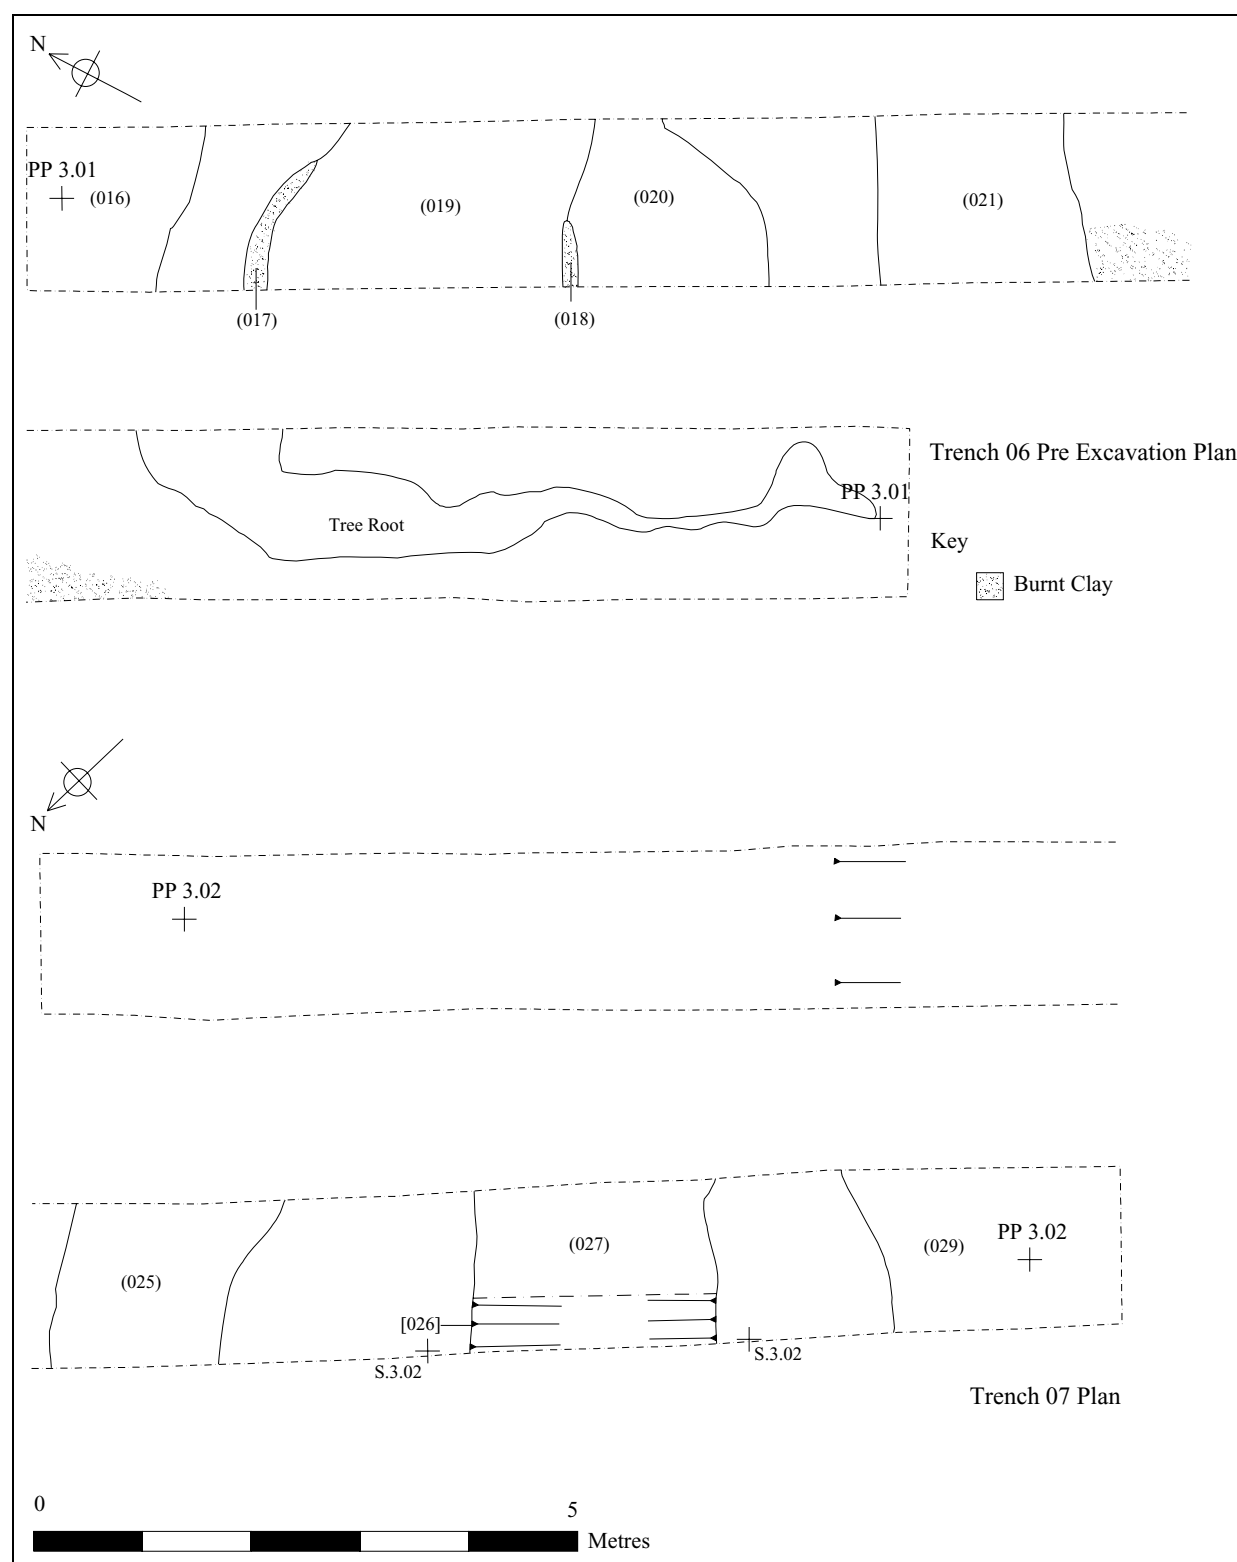 N
PP 3.01
(016)
(019)
(020)
(021)
(017)
(018)
Trench 06 Pre Excavation Plan
PP 3.01
Tree Root
Key
Burnt Clay
N
PP 3.02
(027)
(029)
PP 3.02
(025)
[026]
S.3.02
S.3.02
Trench 07 Plan
0
5
Metres